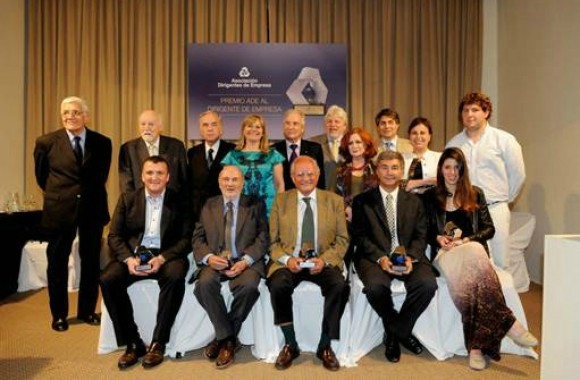 Asociación
Dirigentes de Empresa
PREMIO ADE AL
DIRIGENTE DE EMPRESA